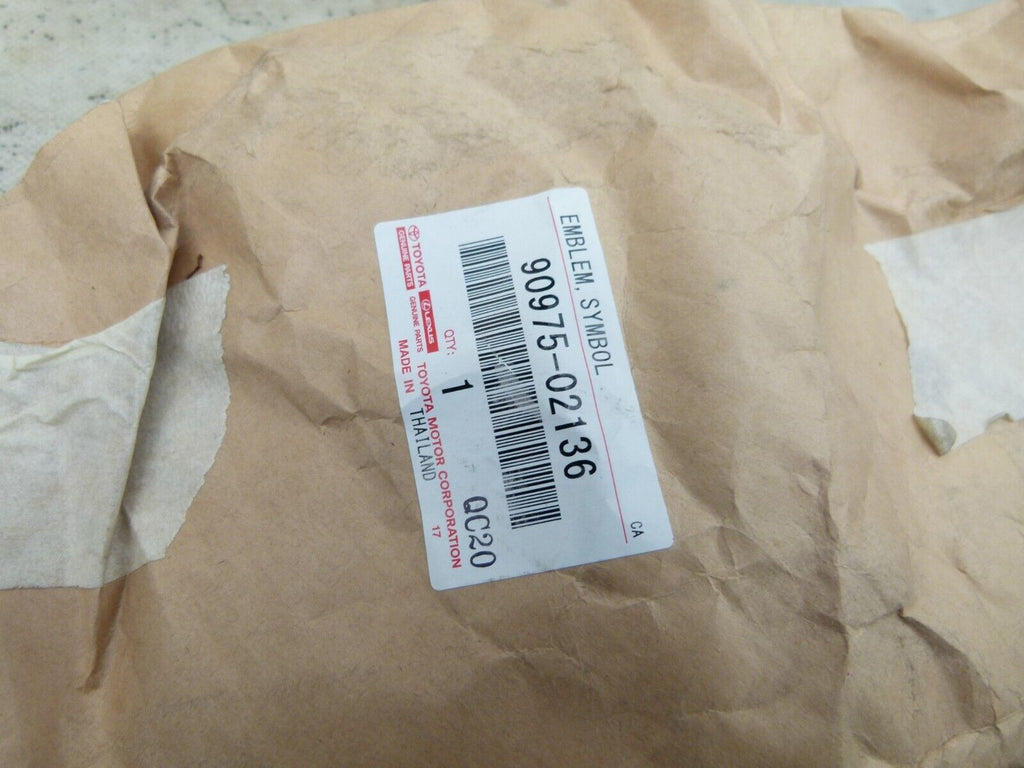 EMBLEM, SYMBOL
CA
90975-02136
QTY:
1
QC20
TOYOTA
GENUINE PARTS
LEXUS
GENUINE PARTS
TOYOTA MOTOR CORPORATION
MADE IN THAILAND
17